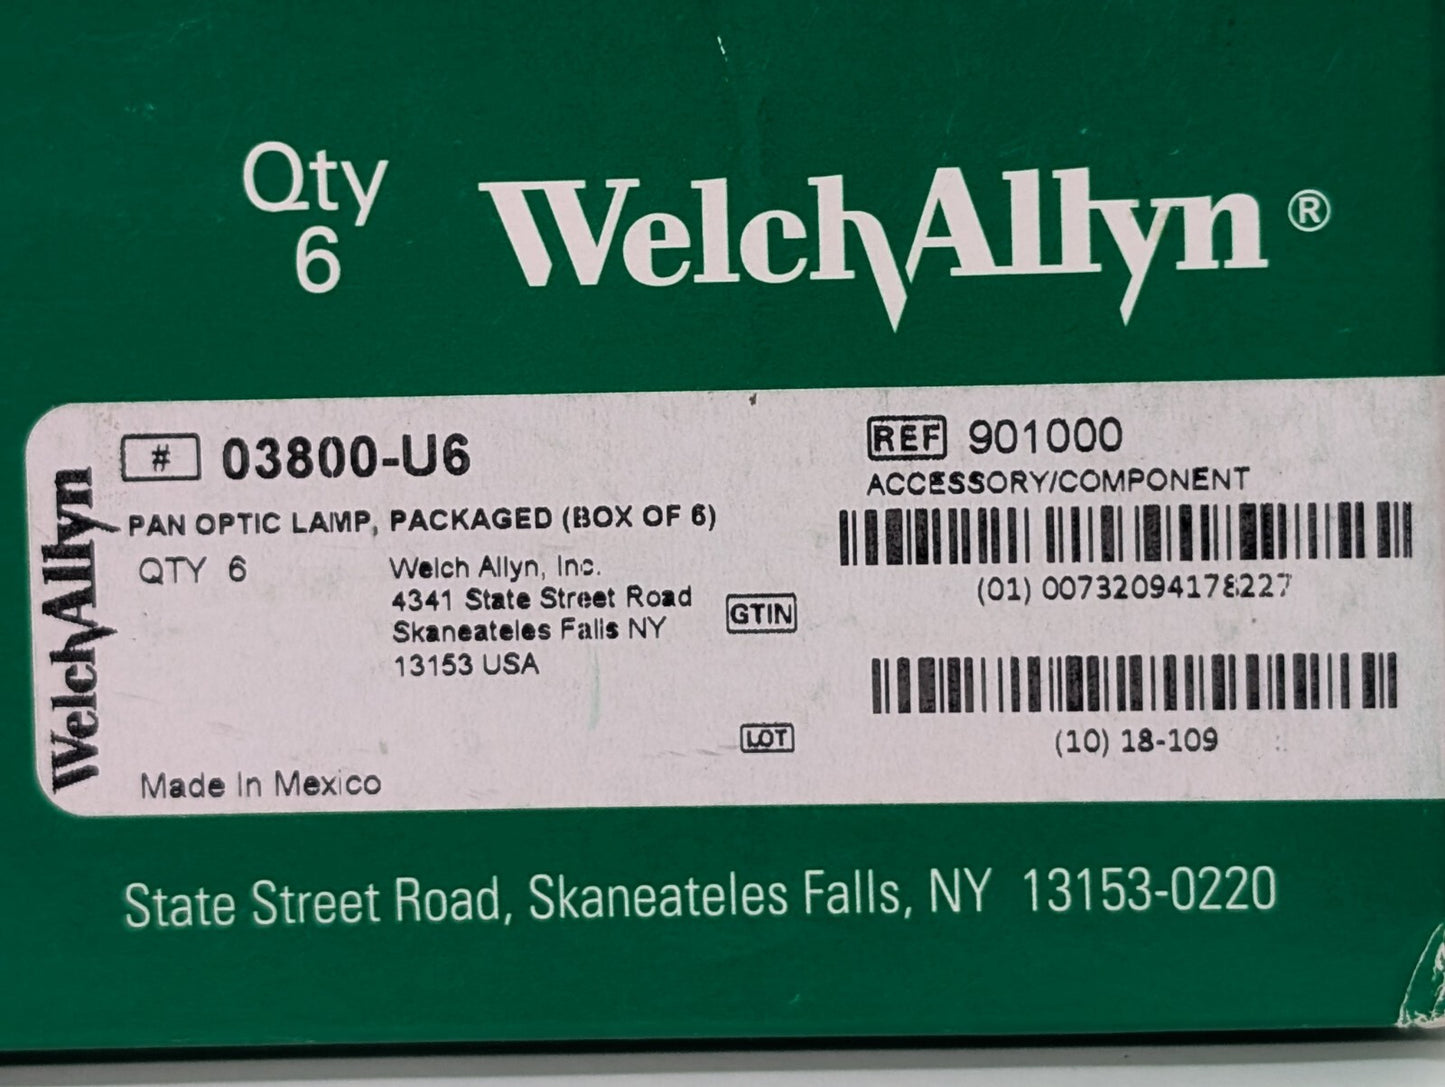 Qty
6
WelchAllyn®
WelchAllyn
# 03800-U6
PAN OPTIC LAMP, PACKAGED (BOX OF 6)
QTY 6
Welch Allyn, Inc.
4341 State Street Road
Skaneateles Falls NY
13153 USA
Made In Mexico
REF 901000
ACCESSORY/COMPONENT
GTIN
(01) 00732094178227
LOT
(10) 18-109
State Street Road, Skaneateles Falls, NY 13153-0220